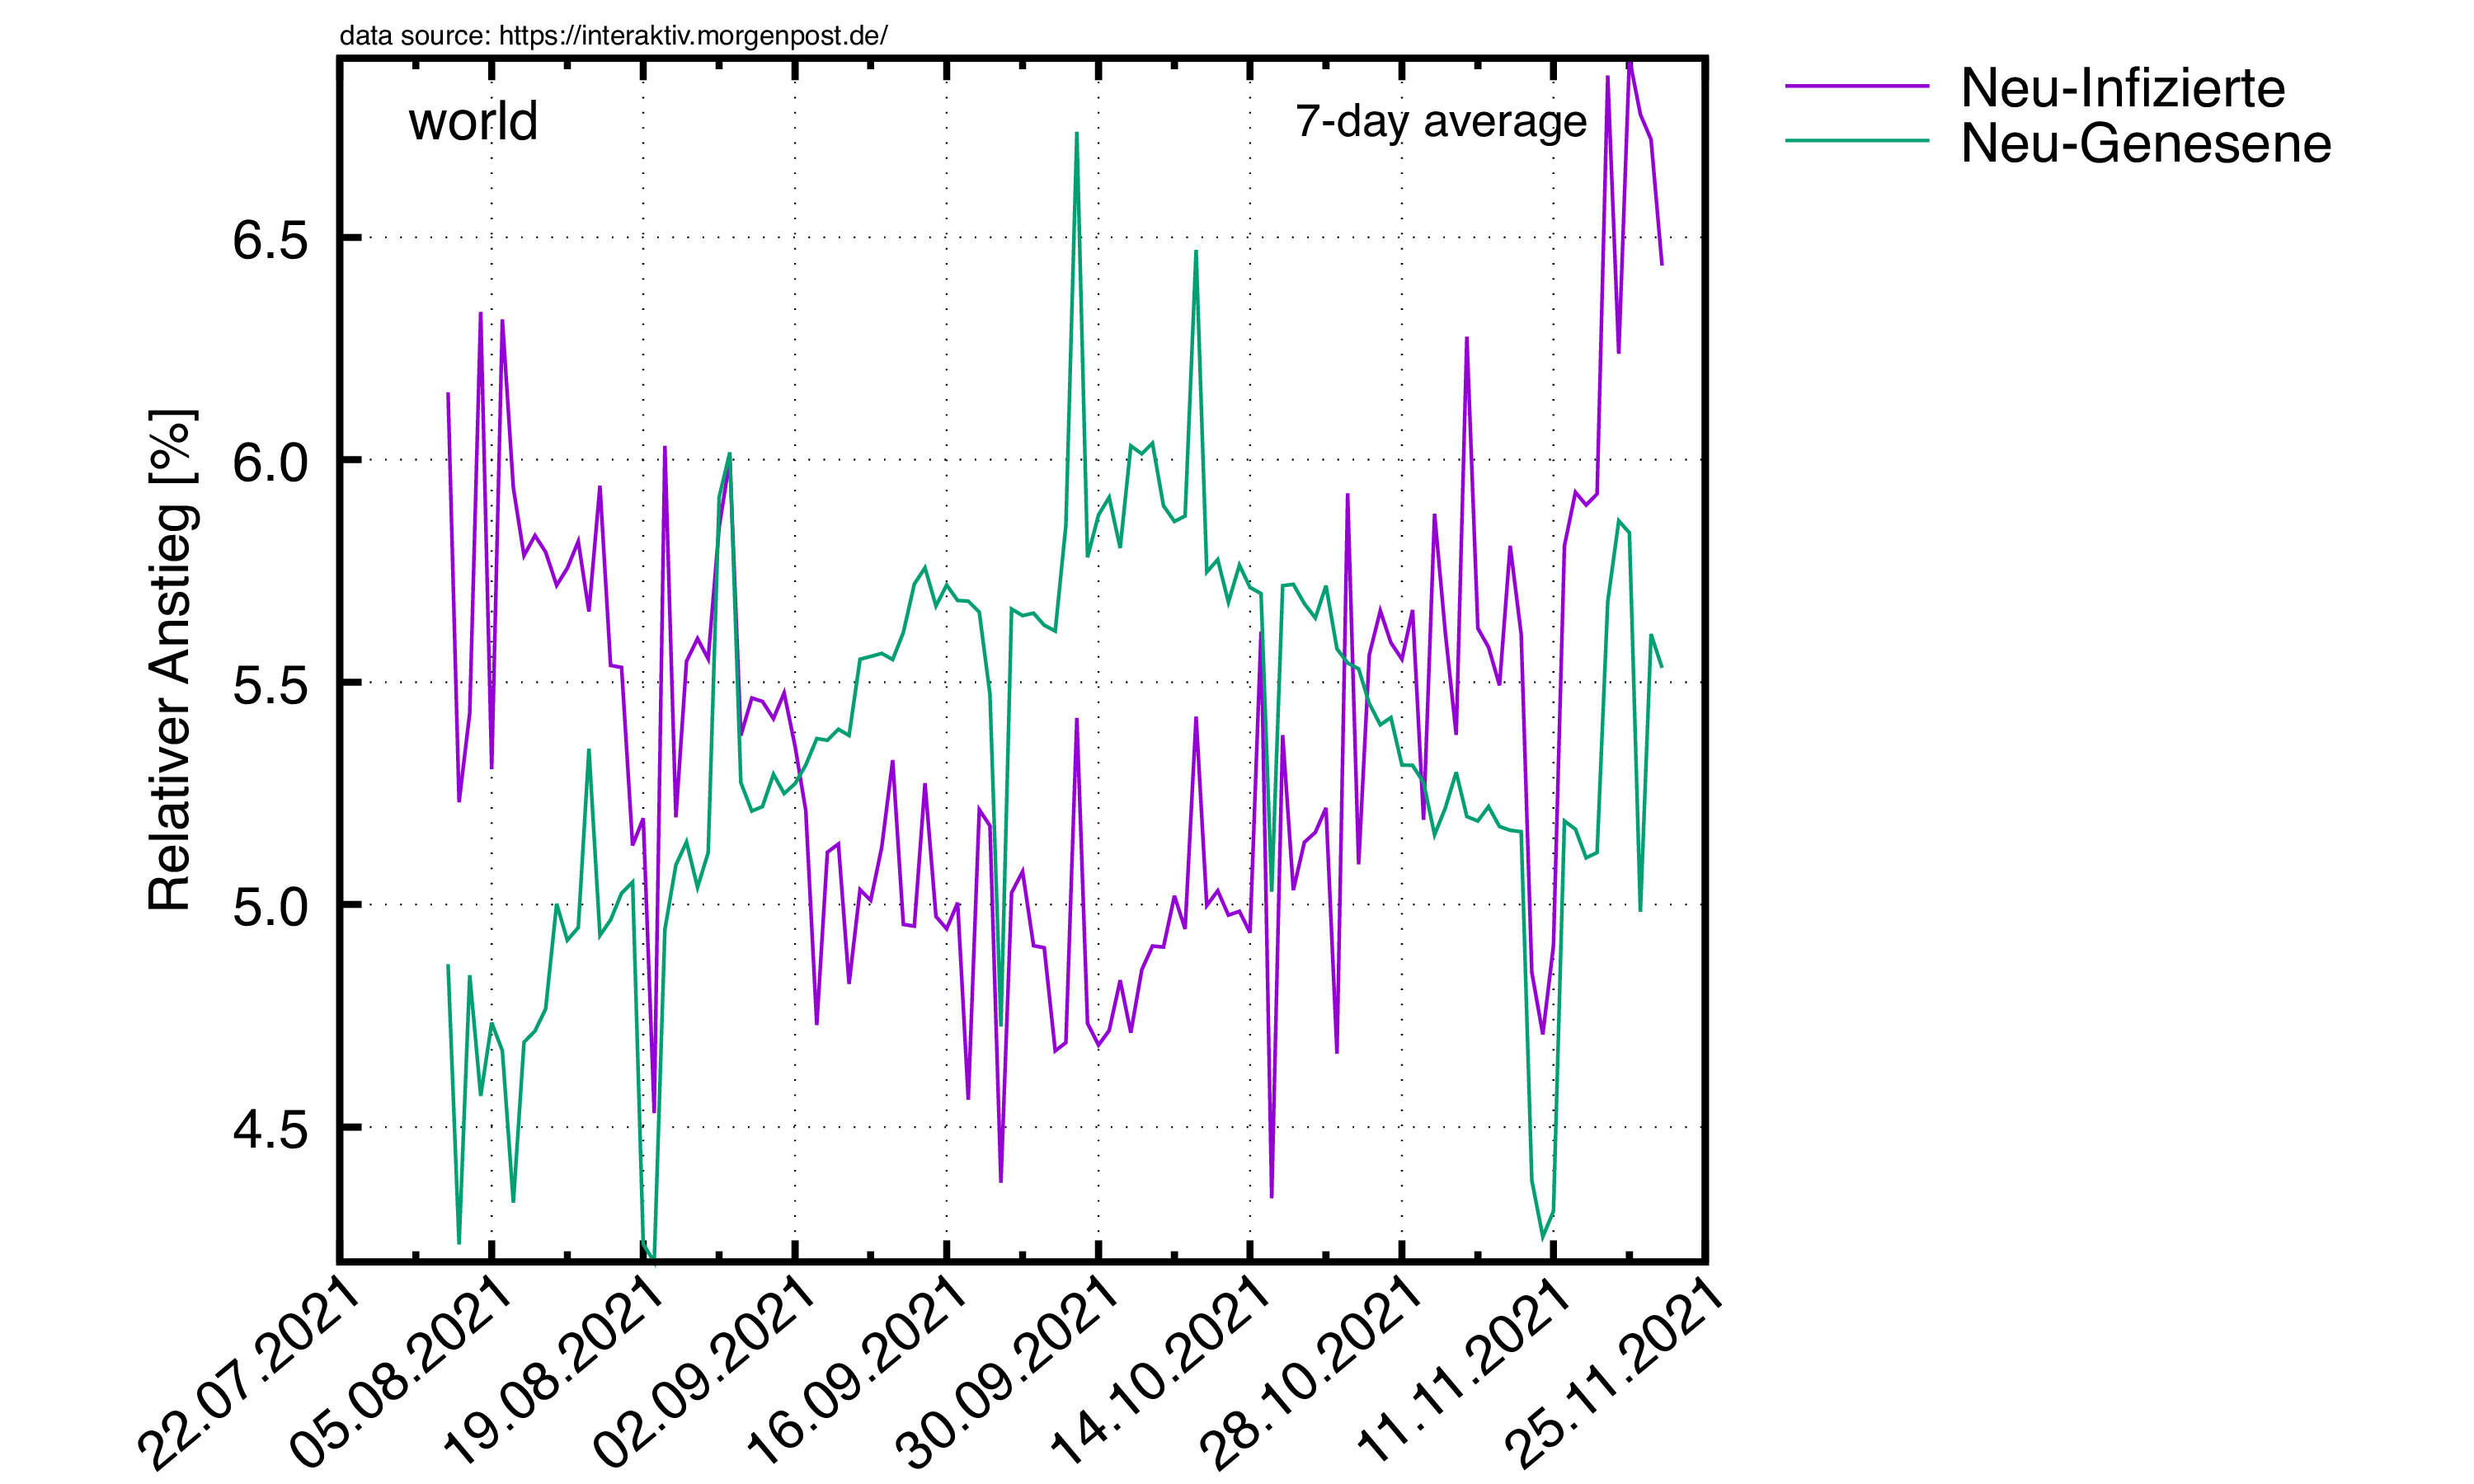 data source: https://interaktiv.morgenpost.de/
world
7-day average
Neu-Infizierte
Neu-Genesene
Relativer Anstieg [%]
6.5
6.0
5.5
5.0
4.5
22.07.2021
05.08.2021
19.08.2021
02.09.2021
16.09.2021
30.09.2021
14.10.2021
28.10.2021
11.11.2021
25.11.2021